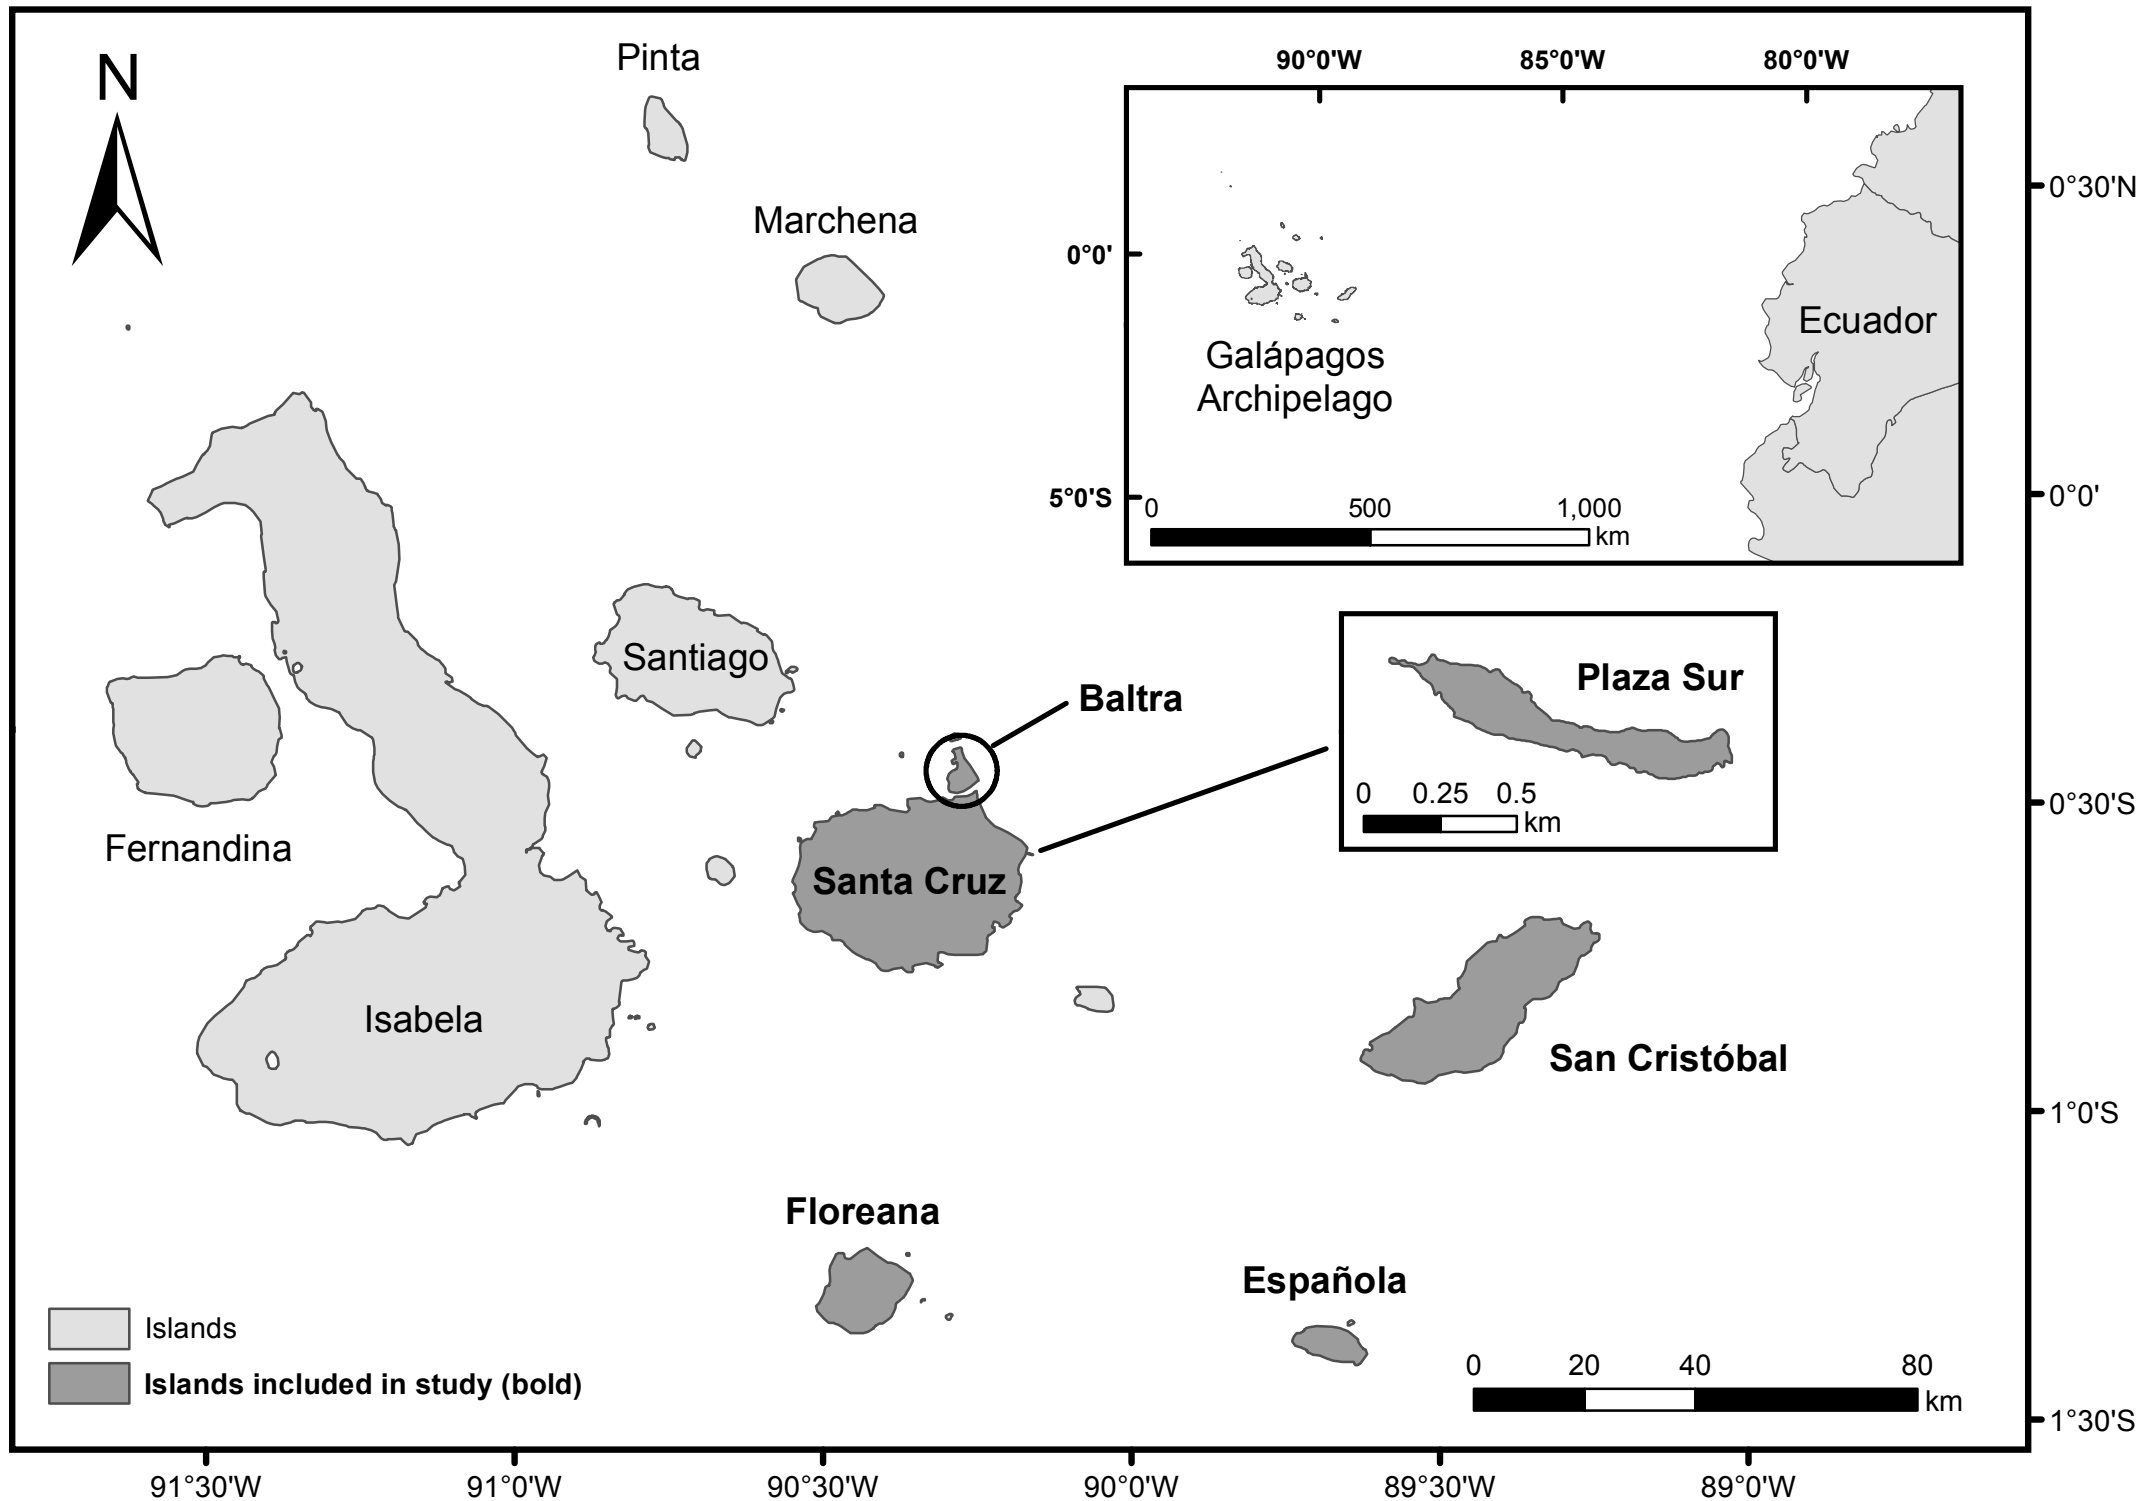 N
Pinta
Marchena
90°0'W
85°0'W
80°0'W
0°0'
5°0'S
Galápagos
Archipelago
Ecuador
0
500
1,000
km
0°30'N
0°0'
0°30'S
1°0'S
1°30'S
Santiago
Baltra
Plaza Sur
0
0.25
0.5
km
Fernandina
Santa Cruz
Isabela
San Cristóbal
Floreana
Española
Islands
Islands included in study (bold)
0
20
40
80
km
91°30'W
91°0'W
90°30'W
90°0'W
89°30'W
89°0'W